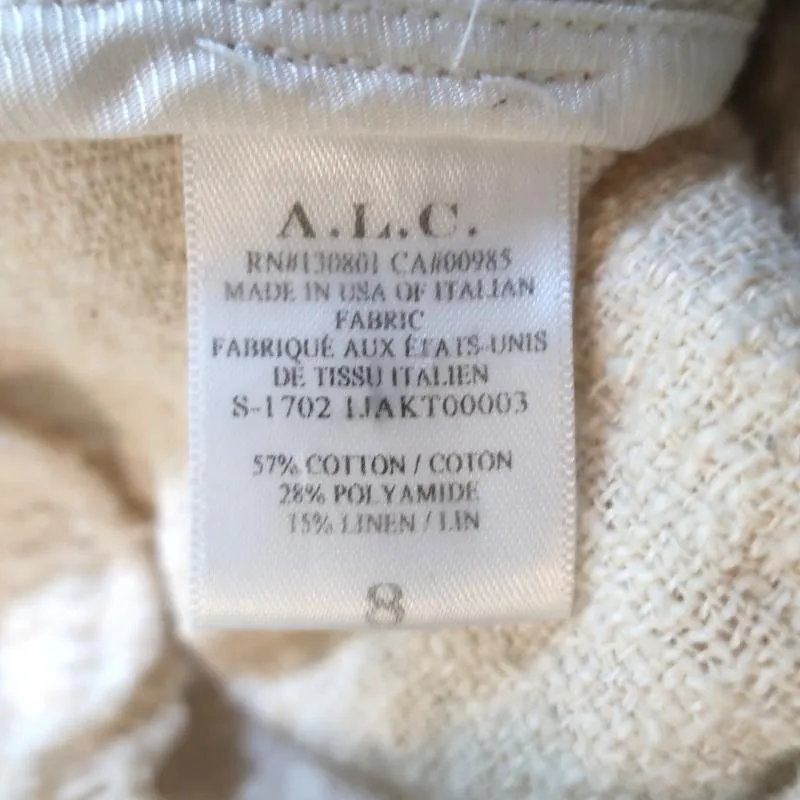 A.L.C.
RN#130801 CA#00985
MADE IN USA OF ITALIAN
FABRIC
FABRIQUÉ AUX ÉTATS-UNIS
DE TISSU ITALIEN
S-1702 1JAKT00003
57% COTTON / COTON
28% POLYAMIDE
15% LINEN / LIN
8